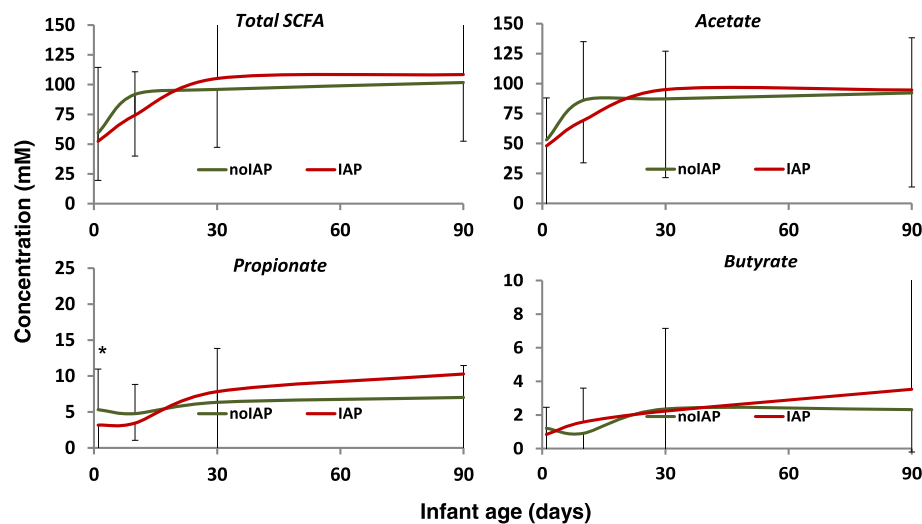 Total SCFA
150
125
100
75
50
25
0
noIAP IAP
0 30 60 90
Acetate
150
125
100
75
50
25
0
noIAP IAP
0 30 60 90
Propionate
25
20
15
10
5
0
*
noIAP IAP
0 30 60 90
Butyrate
10
8
6
4
2
0
noIAP IAP
0 30 60 90
Concentration (mM)
Infant age (days)